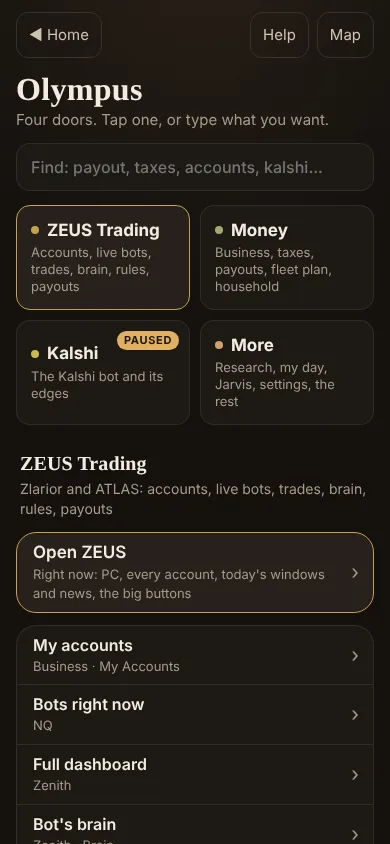 ◀ Home
Help
Map
Olympus
Four doors. Tap one, or type what you want.
Find: payout, taxes, accounts, kalshi...
ZEUS Trading
Accounts, live bots,
trades, brain, rules,
payouts
Money
Business, taxes,
payouts, fleet plan,
household
PAUSED
Kalshi
The Kalshi bot and its
edges
More
Research, my day,
Jarvis, settings, the
rest
ZEUS Trading
Zlarior and ATLAS: accounts, live bots, trades, brain,
rules, payouts
Open ZEUS
Right now: PC, every account, today's windows
and news, the big buttons
My accounts
Business · My Accounts
Bots right now
NQ
Full dashboard
Zenith
Bot's brain
Zenith · Brain